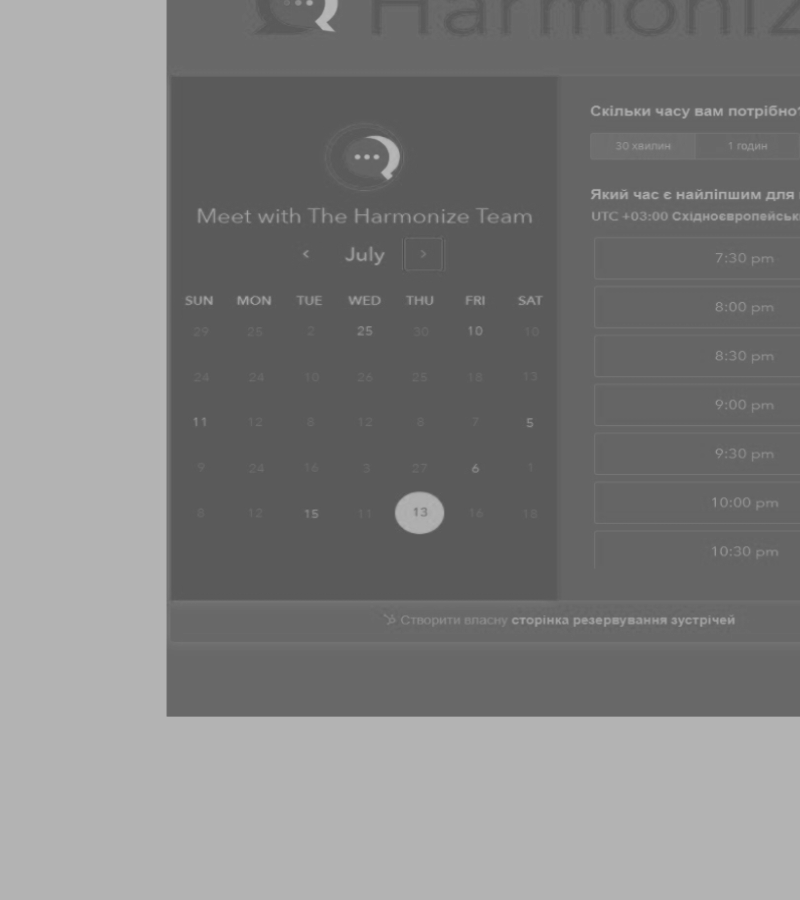 Harmoniz
Скільки часу вам потрібно?
30 хвилин 1 годин
Meet with The Harmonize Team
Який час є найліпшим для
UTC +03:00 Східноєвропейськ
‹ July ›
7:30 pm
SUN MON TUE WED THU FRI SAT
8:00 pm
29 25 2 25 30 10 10
8:30 pm
24 24 10 26 25 18 13
9:00 pm
11 12 8 12 8 7 5
9:30 pm
9 24 16 3 27 6 1
10:00 pm
8 12 15 11 13 16 18
10:30 pm
Створити власну сторінка резервування зустрічей